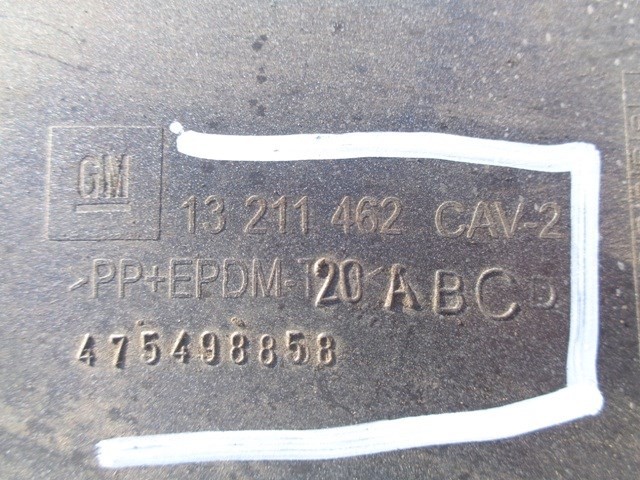 GM
13 211 462 CAV-2
>PP+EPDM-T20< A B C D
475498858